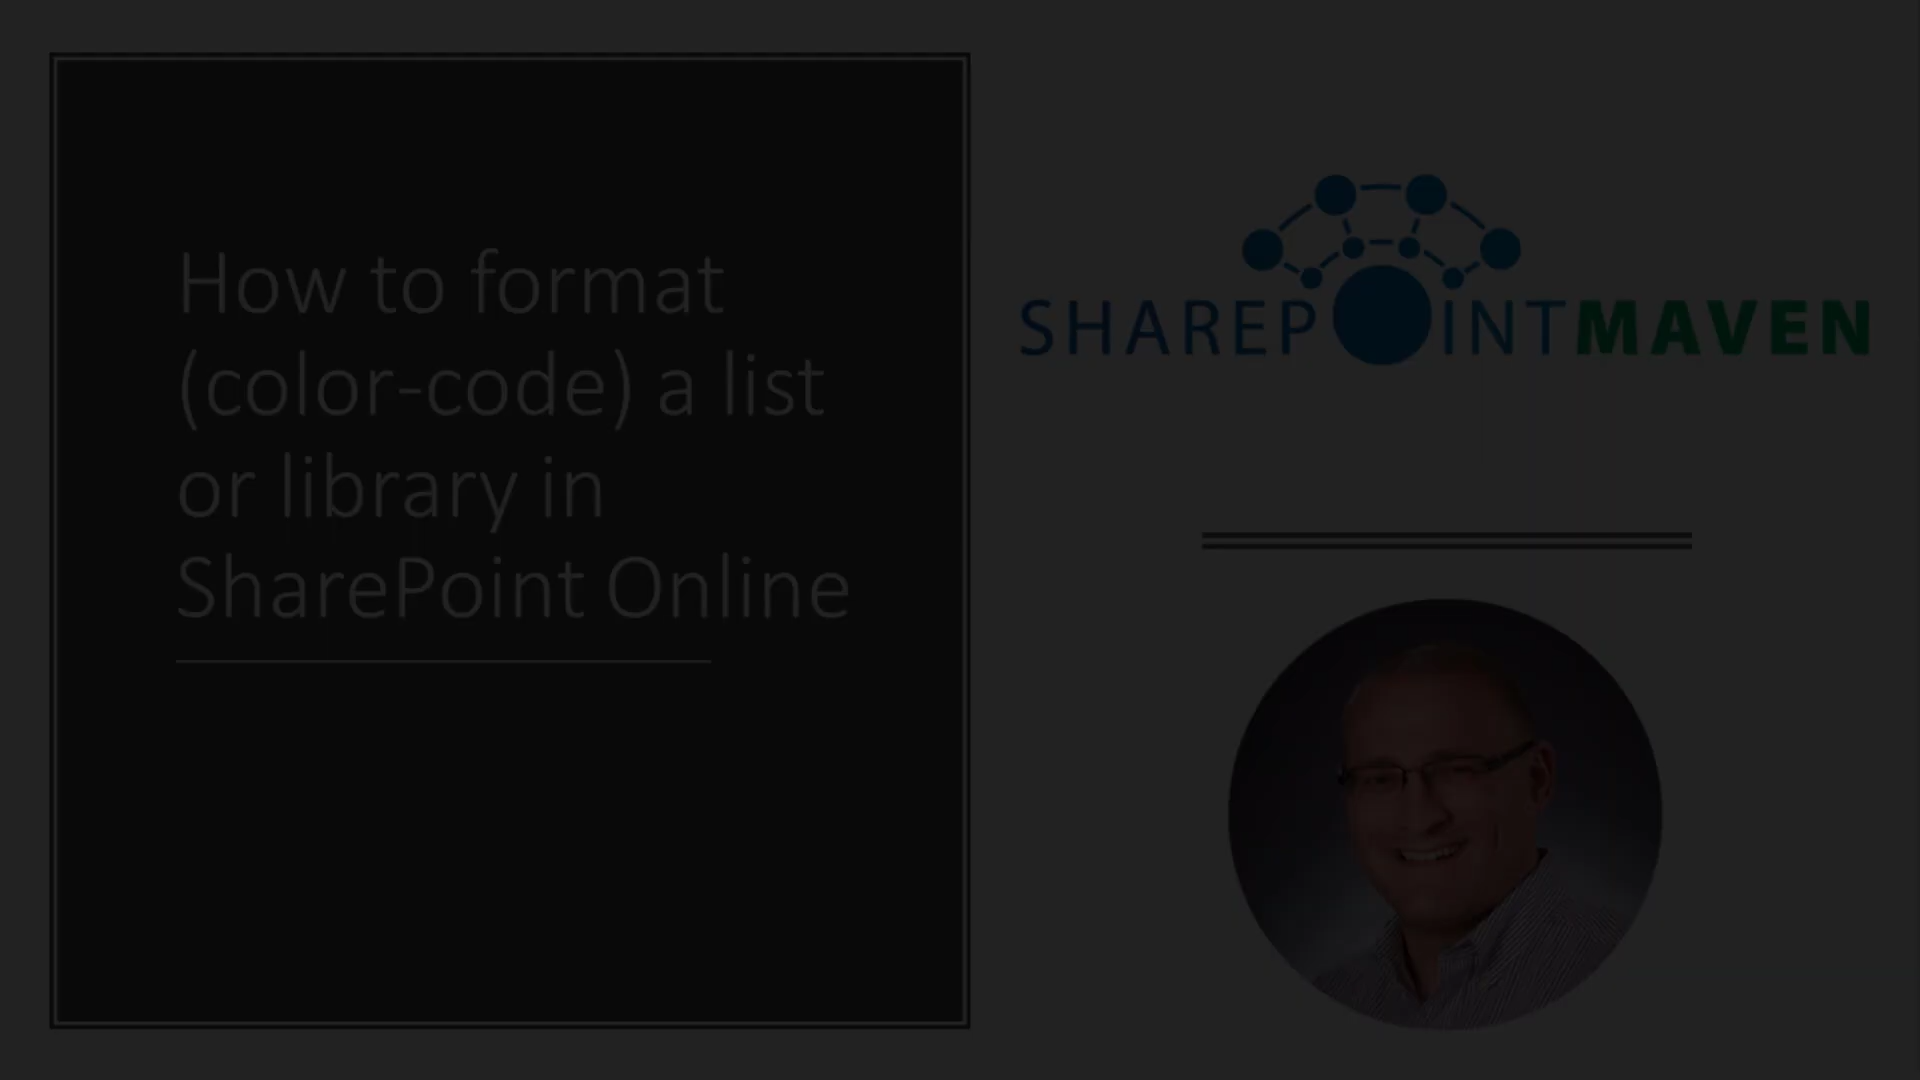 How to format
(color-code) a list
or library in
SharePoint Online
SHAREPOINTMAVEN